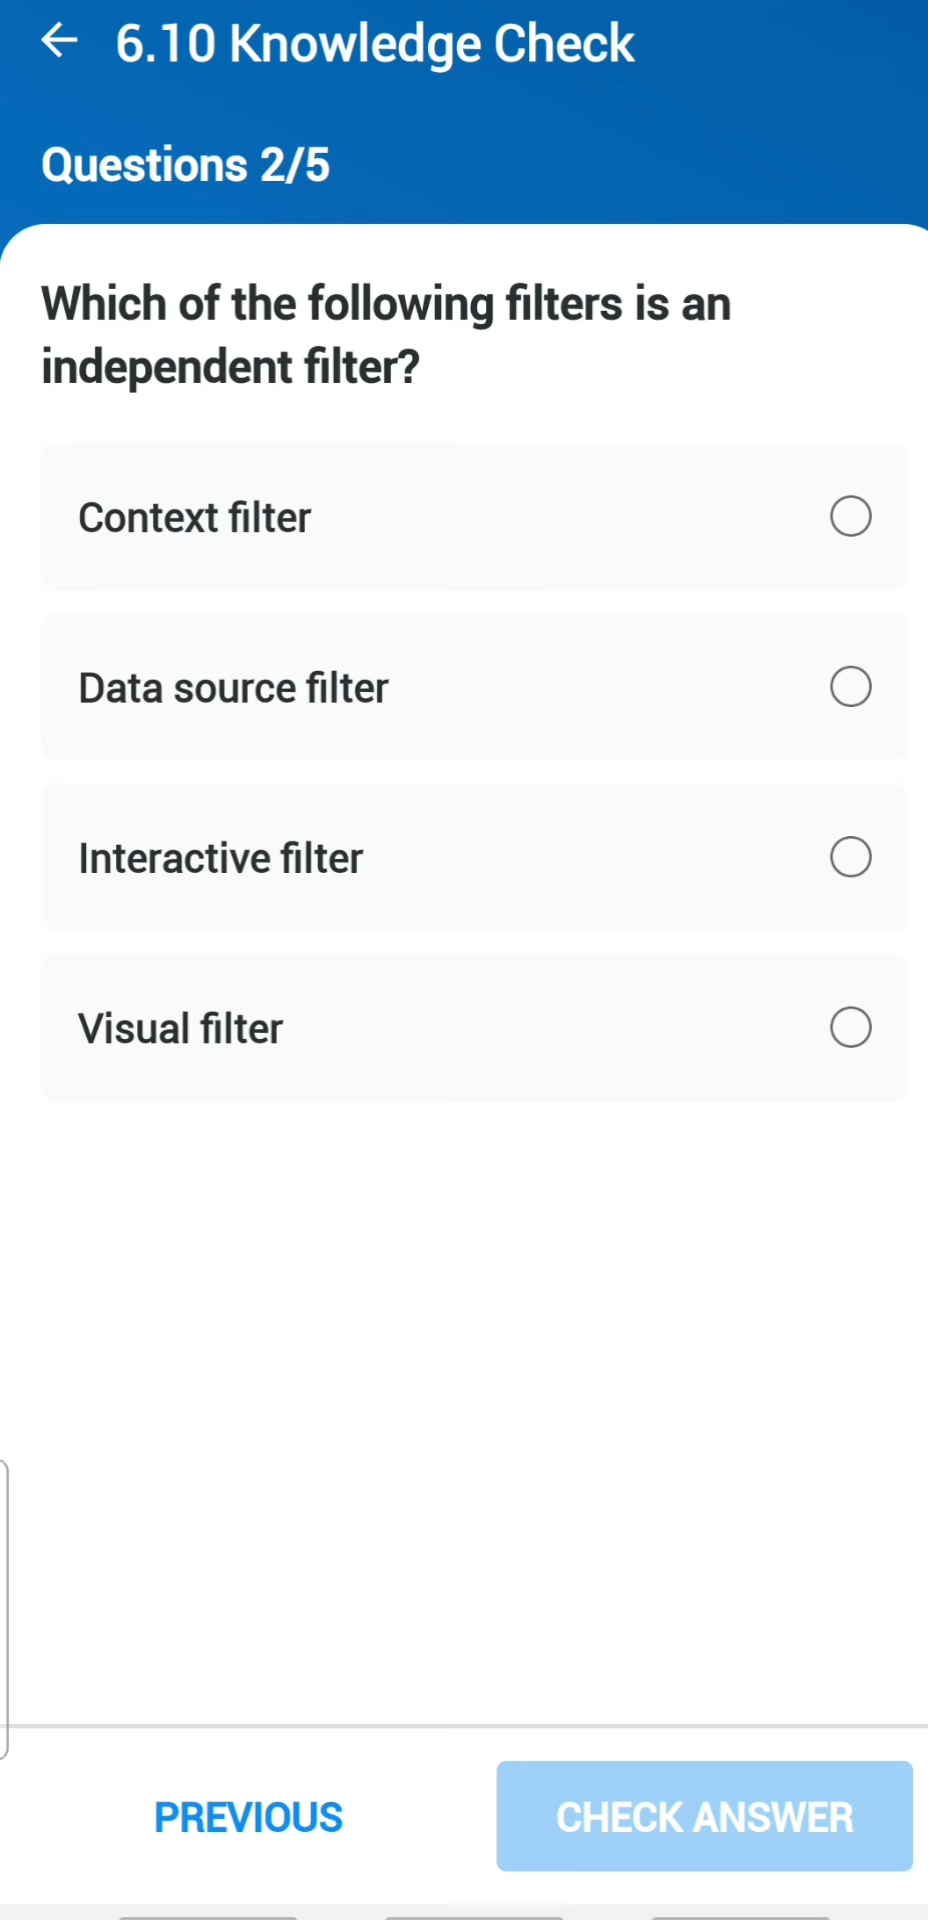 6.10 Knowledge Check
Questions 2/5
Which of the following filters is an
independent filter?
Context filter
Data source filter
Interactive filter
Visual filter
PREVIOUS
CHECK ANSWER